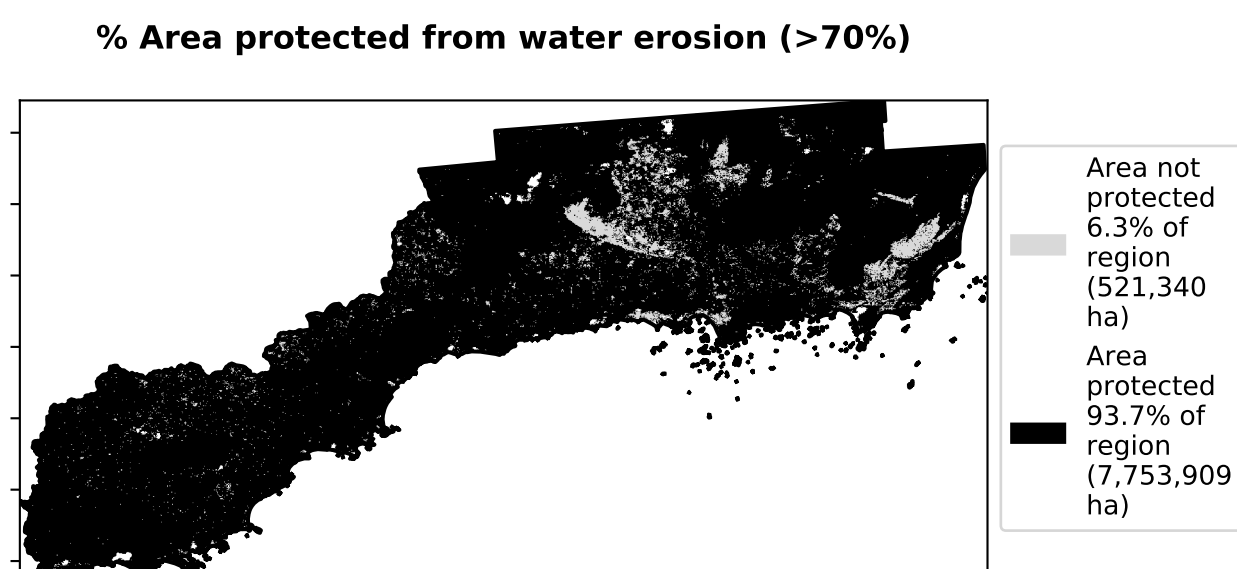 % Area protected from water erosion (>70%)
Area not
protected
6.3% of
region
(521,340
ha)
Area
protected
93.7% of
region
(7,753,909
ha)